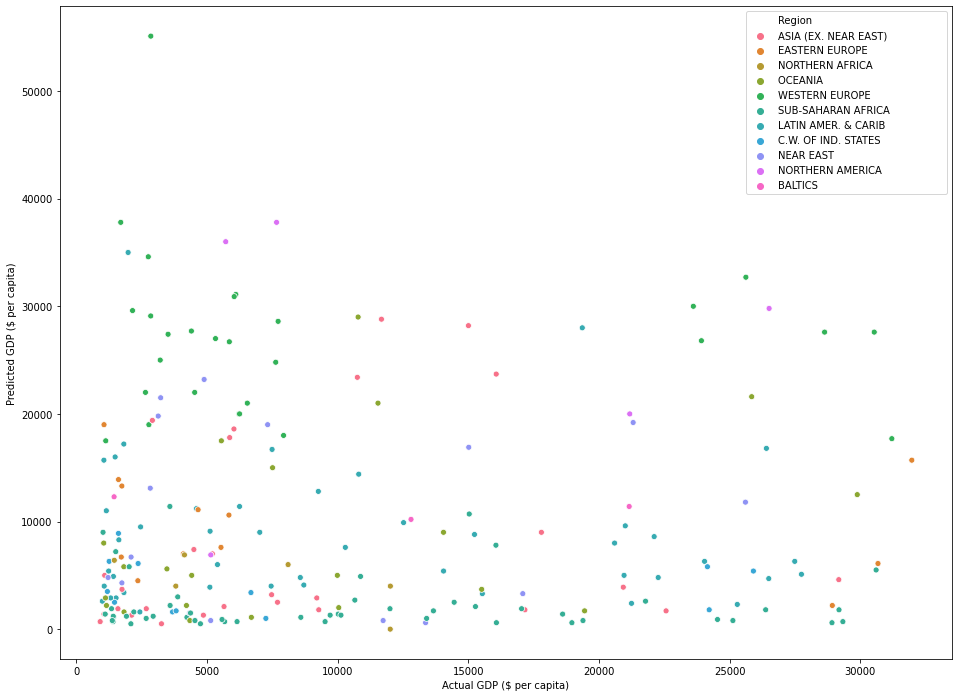 Region
ASIA (EX. NEAR EAST)
EASTERN EUROPE
NORTHERN AFRICA
OCEANIA
WESTERN EUROPE
SUB-SAHARAN AFRICA
LATIN AMER. & CARIB
C.W. OF IND. STATES
NEAR EAST
NORTHERN AMERICA
BALTICS
Predicted GDP ($ per capita)
50000
40000
30000
20000
10000
0
0 5000 10000 15000 20000 25000 30000
Actual GDP ($ per capita)